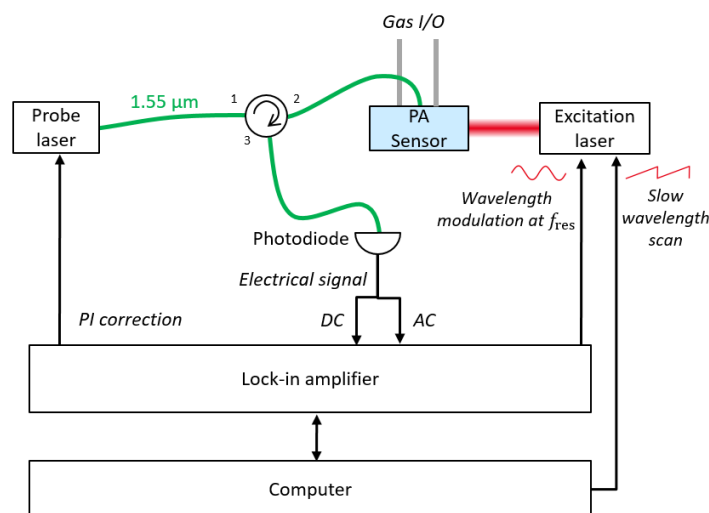 Gas I/O
1.55 µm
1
2
3
Probe
laser
PA
Sensor
Excitation
laser
Wavelength
modulation at fres
Slow
wavelength
scan
Photodiode
Electrical signal
PI correction
DC
AC
Lock-in amplifier
Computer